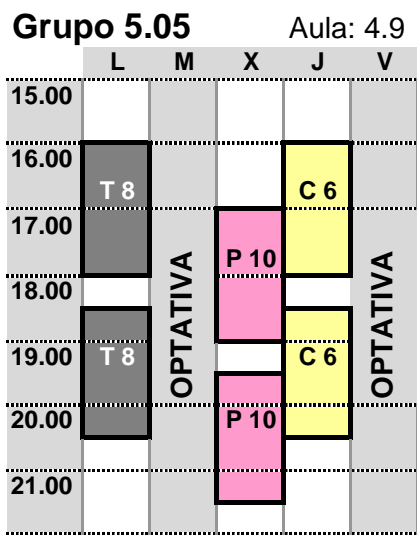 Grupo 5.05 Aula: 4.9
L M X J V
15.00
16.00
T 8 C 6
17.00
P 10
OPTATIVA OPTATIVA
18.00
19.00
T 8 C 6
20.00
P 10
21.00